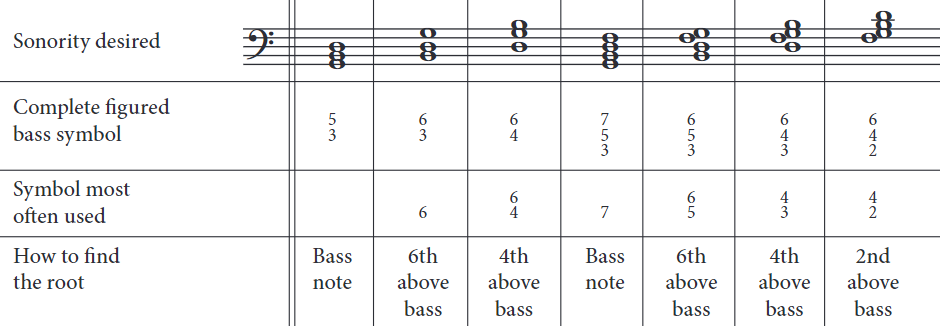 Sonority desired
Complete figured
bass symbol
5 6 6 7 6 6 6
3 3 4 5 5 4 4
3 3 3 2
Symbol most
often used
6 6 4 4
6 4 7 5 3 2
How to find
the root
Bass 6th 4th Bass 6th 4th 2nd
note above above note above above above
bass bass bass bass bass